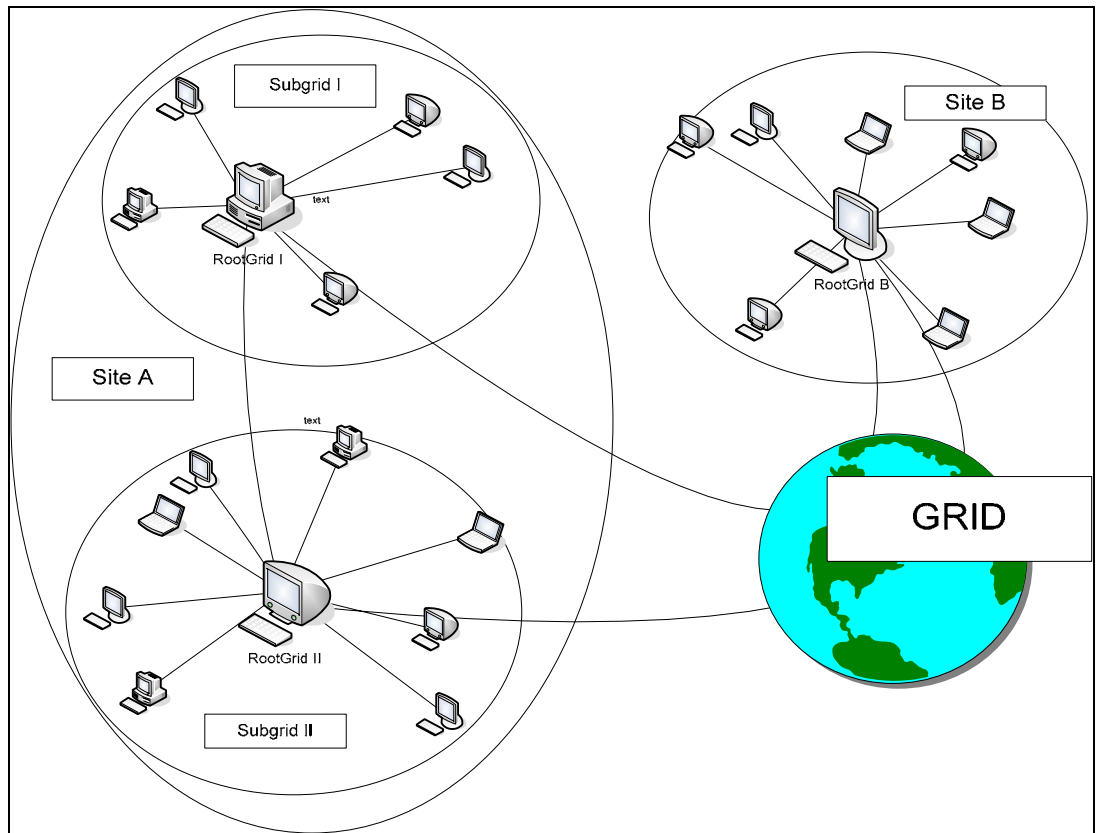 Subgrid I
Site B
text
RootGrid I
RootGrid B
Site A
text
GRID
RootGrid II
Subgrid II